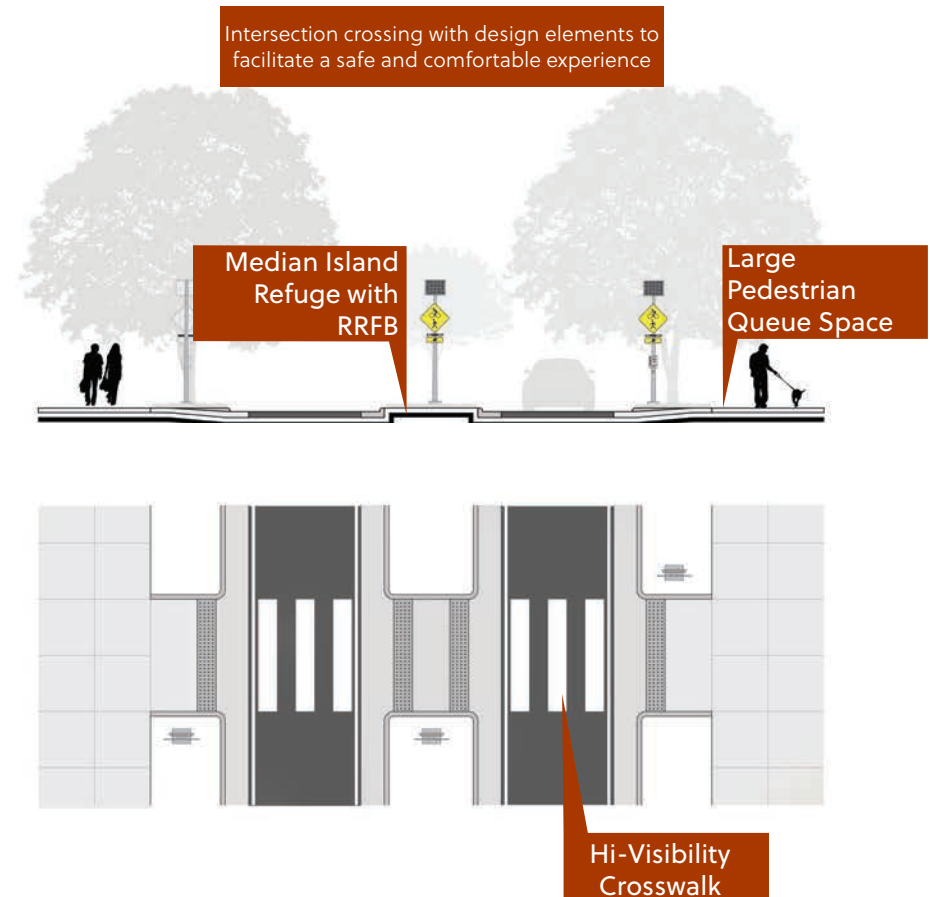 Intersection crossing with design elements to
facilitate a safe and comfortable experience
Median Island
Refuge with
RRFB
Large
Pedestrian
Queue Space
Hi-Visibility
Crosswalk